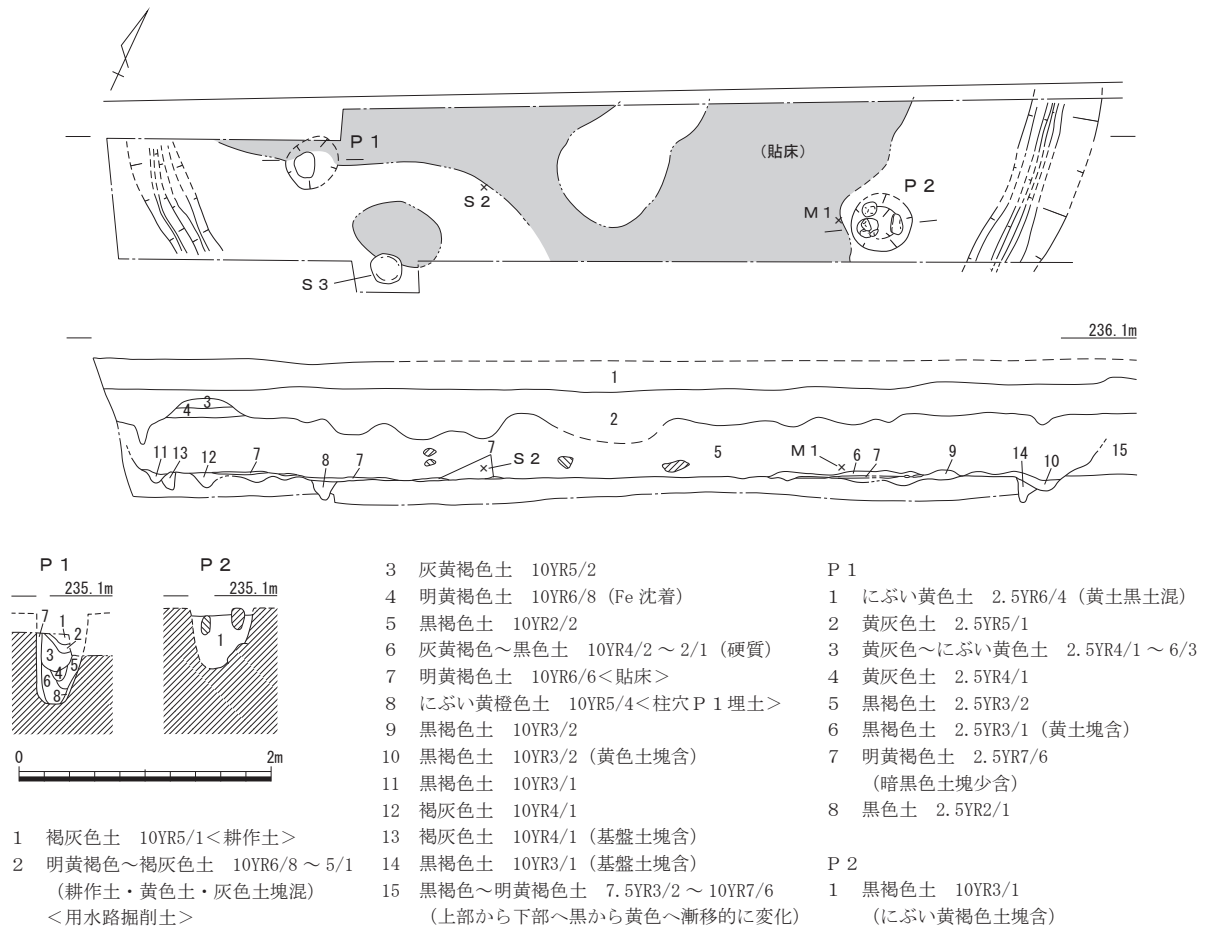 P 1
(貼床)
S 2
M 1
P 2
S 3
236. 1m
1
3
4
2
11 13 12 7 8 7 7 S 2 5 M 1 6 7 9 14 10 15
P 1
235. 1m
7 1 2 3 5 4 6 8
P 2
235. 1m
1
0 2m
1 褐灰色土 10YR5/1<耕作土>
2 明黄褐色~褐灰色土 10YR6/8 ~ 5/1
(耕作土・黄色土・灰色土塊混)
<用水路掘削土>
3 灰黄褐色土 10YR5/2
4 明黄褐色土 10YR6/8(Fe 沈着)
5 黒褐色土 10YR2/2
6 灰黄褐色~黒色土 10YR4/2 ~ 2/1(硬質)
7 明黄褐色土 10YR6/6<貼床>
8 にぶい黄橙色土 10YR5/4<柱穴P1埋土>
9 黒褐色土 10YR3/2
10 黒褐色土 10YR3/2(黄色土塊含)
11 黒褐色土 10YR3/1
12 褐灰色土 10YR4/1
13 褐灰色土 10YR4/1(基盤土塊含)
14 黒褐色土 10YR3/1(基盤土塊含)
15 黒褐色~明黄褐色土 7.5YR3/2 ~ 10YR7/6
(上部から下部へ黒から黄色へ漸移的に変化)
P 1
1 にぶい黄色土 2.5YR6/4(黄土黒土混)
2 黄灰色土 2.5YR5/1
3 黄灰色~にぶい黄色土 2.5YR4/1 ~ 6/3
4 黄灰色土 2.5YR4/1
5 黒褐色土 2.5YR3/2
6 黒褐色土 2.5YR3/1(黄土塊含)
7 明黄褐色土 2.5YR7/6
(暗黒色土塊少含)
8 黒色土 2.5YR2/1
P 2
1 黒褐色土 10YR3/1
(にぶい黄褐色土塊含)